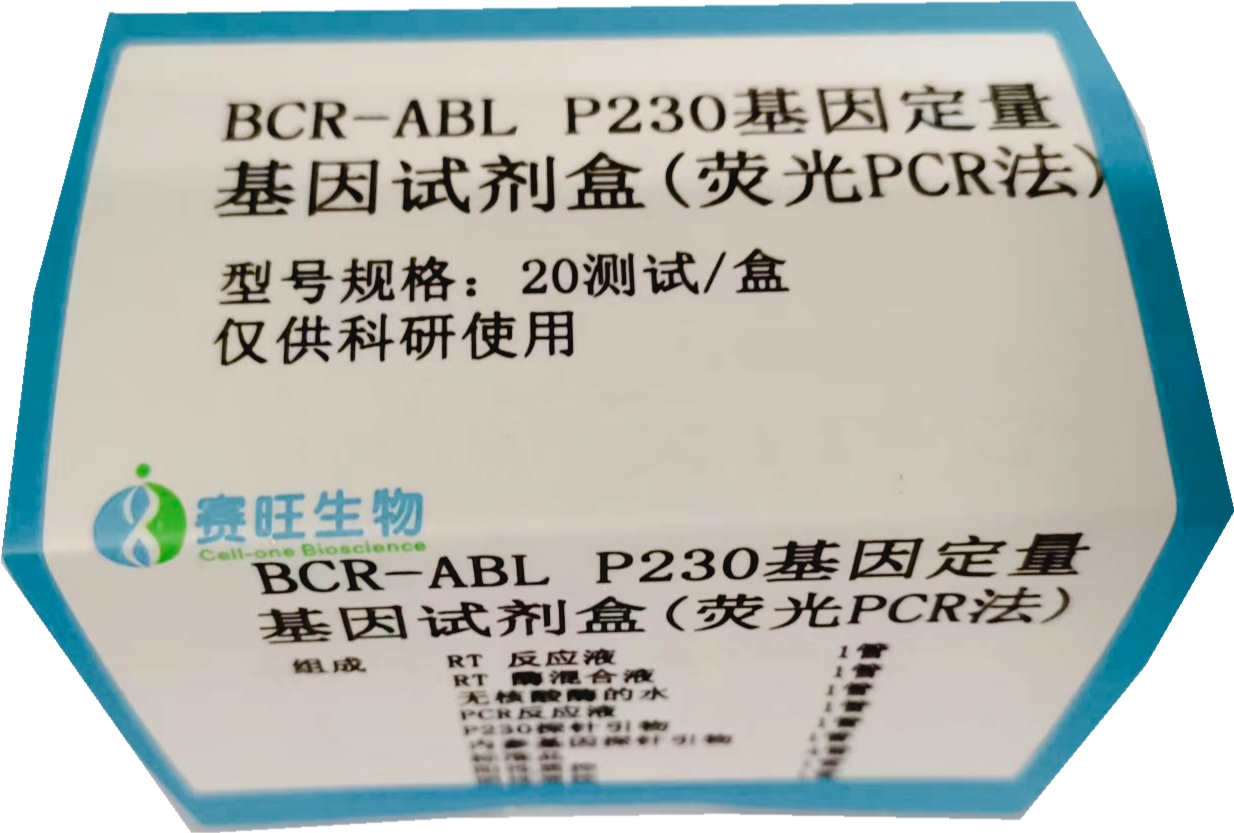 BCR-ABL P230基因定量
基因试剂盒(荧光PCR法)
型号规格：20测试/盒
仅供科研使用
赛旺生物
Cell-one Bioscience
BCR-ABL P230基因定量
基因试剂盒(荧光PCR法)
组成 RT 反应液 1管
RT 酶混合液 1管
无核酸酶的水 1管
PCR反应液 1管
P230探针引物 1管
内参基因探针引物 1管
标准品